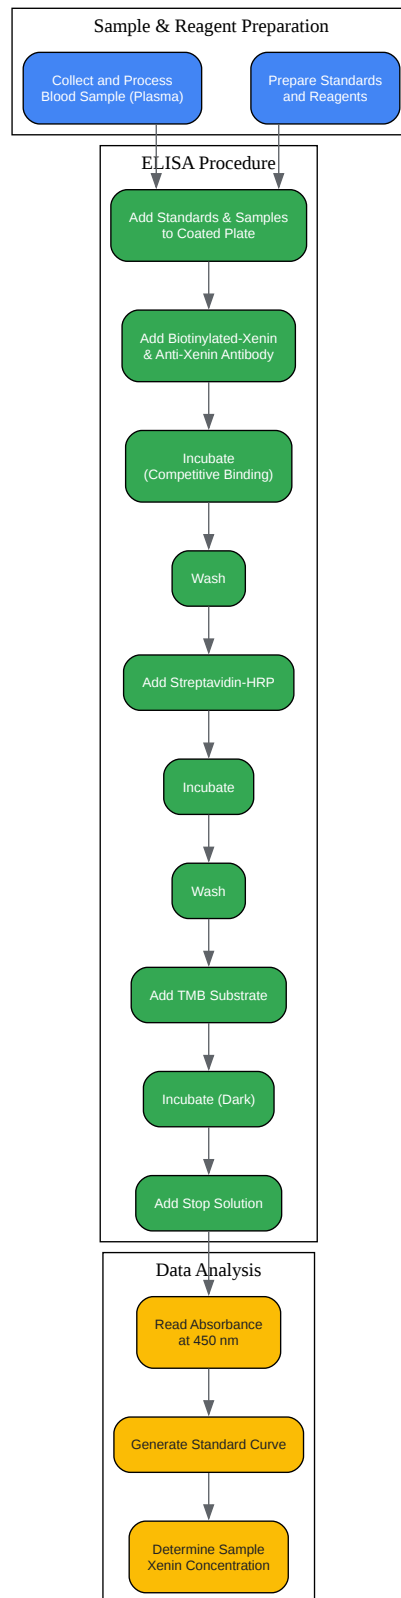 Sample & Reagent Preparation
Collect and Process
Blood Sample (Plasma)
Prepare Standards
and Reagents
ELISA Procedure
Add Standards & Samples
to Coated Plate
Add Biotinylated-Xenin
& Anti-Xenin Antibody
Incubate
(Competitive Binding)
Wash
Add Streptavidin-HRP
Incubate
Wash
Add TMB Substrate
Incubate (Dark)
Add Stop Solution
Data Analysis
Read Absorbance
at 450 nm
Generate Standard Curve
Determine Sample
Xenin Concentration